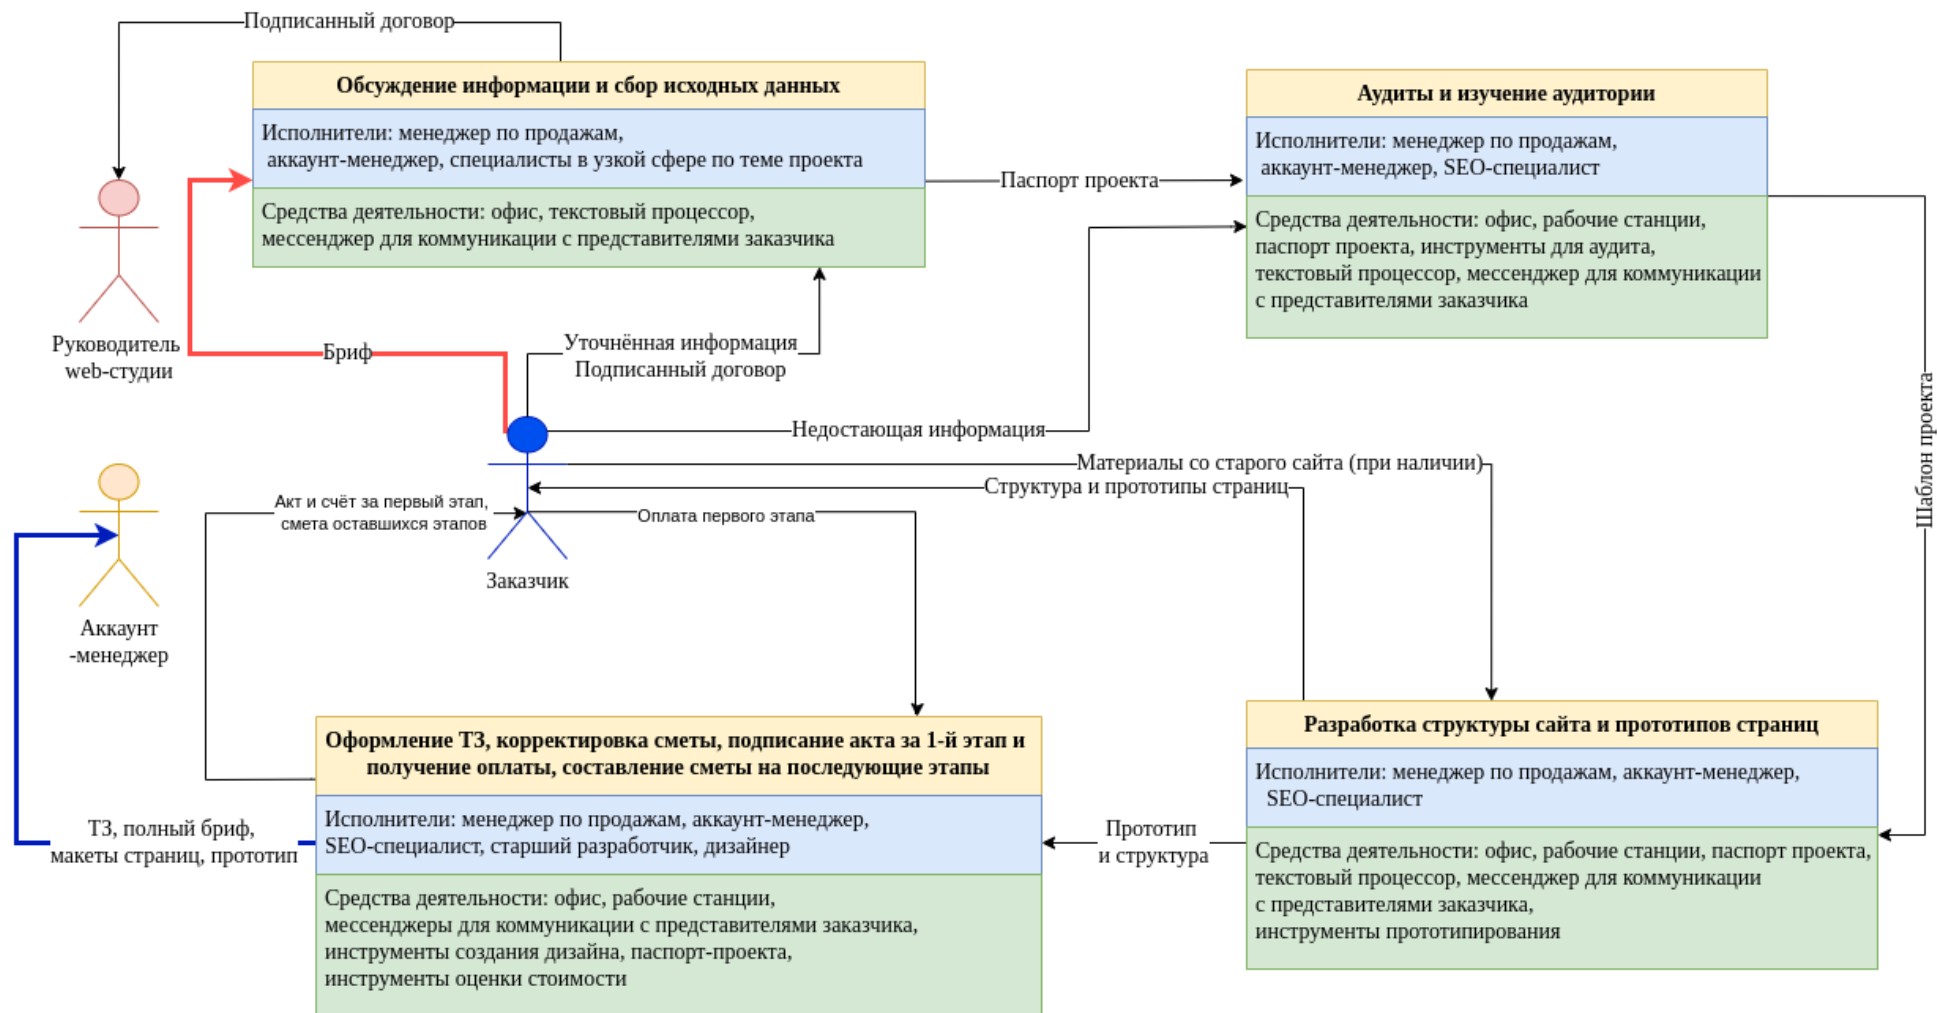 Подписанный договор
Обсуждение информации и сбор исходных данных
Исполнители: менеджер по продажам,
аккаунт-менеджер, специалисты в узкой сфере по теме проекта
Средства деятельности: офис, текстовый процессор,
мессенджер для коммуникации с представителями заказчика
Паспорт проекта
Аудиты и изучение аудитории
Исполнители: менеджер по продажам,
аккаунт-менеджер, SEO-специалист
Средства деятельности: офис, рабочие станции,
паспорт проекта, инструменты для аудита,
текстовый процессор, мессенджер для коммуникации
с представителями заказчика
Руководитель
web-студии
Бриф
Уточнённая информация
Подписанный договор
Недостающая информация
Материалы со старого сайта (при наличии)
Структура и прототипы страниц
Шаблон проекта
Акт и счёт за первый этап,
смета оставшихся этапов
Оплата первого этапа
Заказчик
Аккаунт
-менеджер
Оформление ТЗ, корректировка сметы, подписание акта за 1-й этап и
получение оплаты, составление сметы на последующие этапы
Исполнители: менеджер по продажам, аккаунт-менеджер,
SEO-специалист, старший разработчик, дизайнер
Средства деятельности: офис, рабочие станции,
мессенджеры для коммуникации с представителями заказчика,
инструменты создания дизайна, паспорт-проекта,
инструменты оценки стоимости
ТЗ, полный бриф,
макеты страниц, прототип
Прототип
и структура
Разработка структуры сайта и прототипов страниц
Исполнители: менеджер по продажам, аккаунт-менеджер,
SEO-специалист
Средства деятельности: офис, рабочие станции, паспорт проекта,
текстовый процессор, мессенджер для коммуникации
с представителями заказчика,
инструменты прототипирования